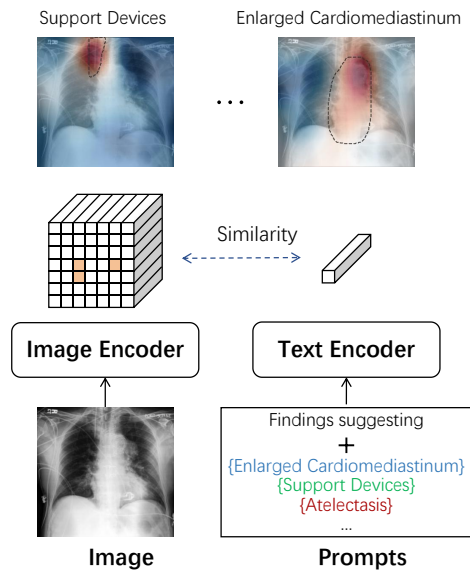 Support Devices
Enlarged Cardiomediastinum
...
Similarity
Image Encoder
Text Encoder
Findings suggesting
+
{Enlarged Cardiomediastinum}
{Support Devices}
{Atelectasis}
...
Image
Prompts